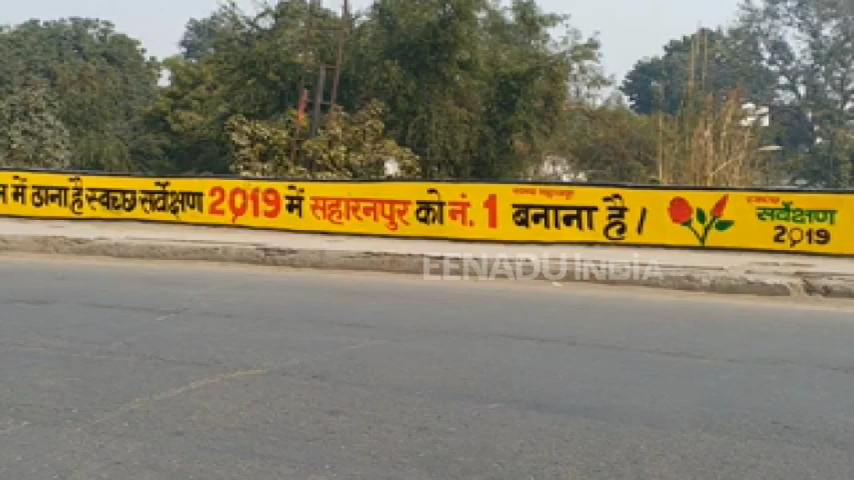 में ठाना है स्वच्छ सर्वेक्षण 2019 में सहारनपुर को नं. 1 बनाना है।
सर्वेक्षण
2019
EENADU INDIA